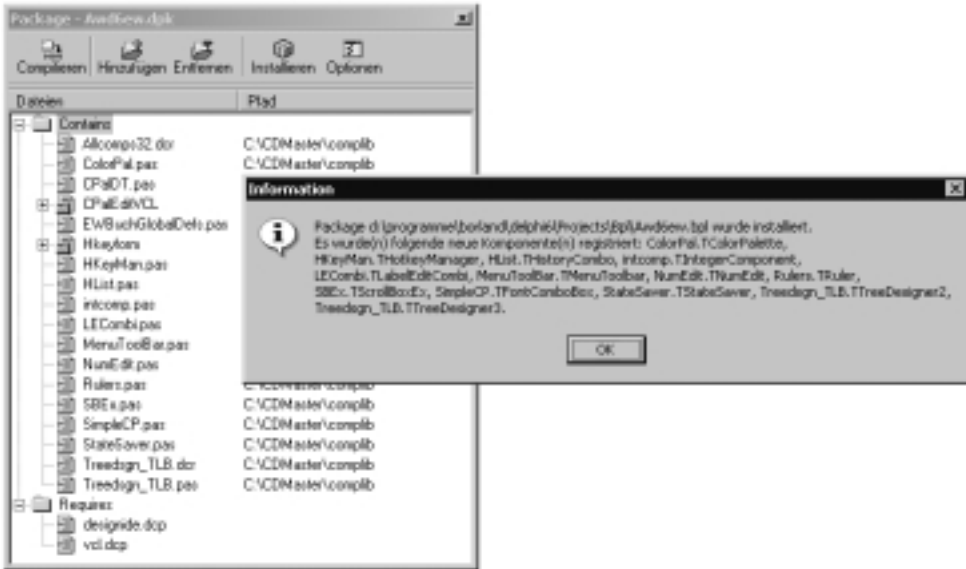 Package - Awd6ew.dpk
Compilieren Hinzufügen Entfernen Installieren Optionen
Dateien Pfad
Contains
Allcomps32.dcr C:\CDMaster\complib
ColorPal.pas C:\CDMaster\complib
CPalDT.pas
CPalEditVCL
EWBuchGlobalDefs.pas
Hkeyform
HKeyMan.pas
HList.pas
intcomp.pas
LECombi.pas
MenuToolBar.pas
NumEdit.pas
Rulers.pas C:\CDMaster\complib
SBEx.pas C:\CDMaster\complib
SimpleCP.pas C:\CDMaster\complib
StateSaver.pas C:\CDMaster\complib
Treedsgn_TLB.dcr C:\CDMaster\complib
Treedsgn_TLB.pas C:\CDMaster\complib
Requires
designide.dcp
vcl.dcp
Information
Package d:\programme\borland\delphi6\Projects\Bpl\Awd6ew.bpl wurde installiert.
Es wurde(n) folgende neue Komponente(n) registriert: ColorPal.TColorPalette,
HKeyMan.THotkeyManager, HList.THistoryCombo, intcomp.TIntegerComponent,
LECombi.TLabelEditCombi, MenuToolBar.TMenuToolbar, NumEdit.TNumEdit, Rulers.TRuler,
SBEx.TScrollBoxEx, SimpleCP.TFontComboBox, StateSaver.TStateSaver, Treedsgn_TLB.TTreeDesigner2,
Treedsgn_TLB.TTreeDesigner3.
OK